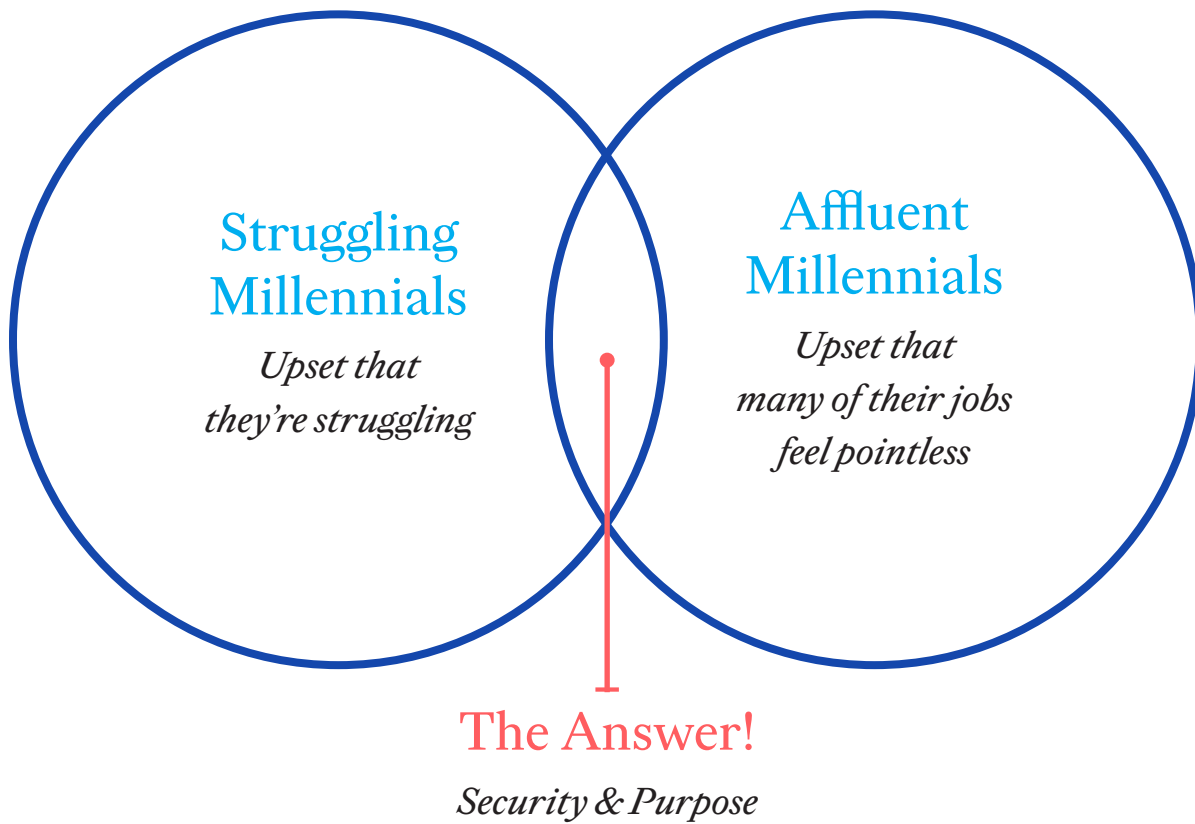 Struggling
Millennials
Upset that
they’re struggling
Affluent
Millennials
Upset that
many of their jobs
feel pointless
The Answer!
Security & Purpose